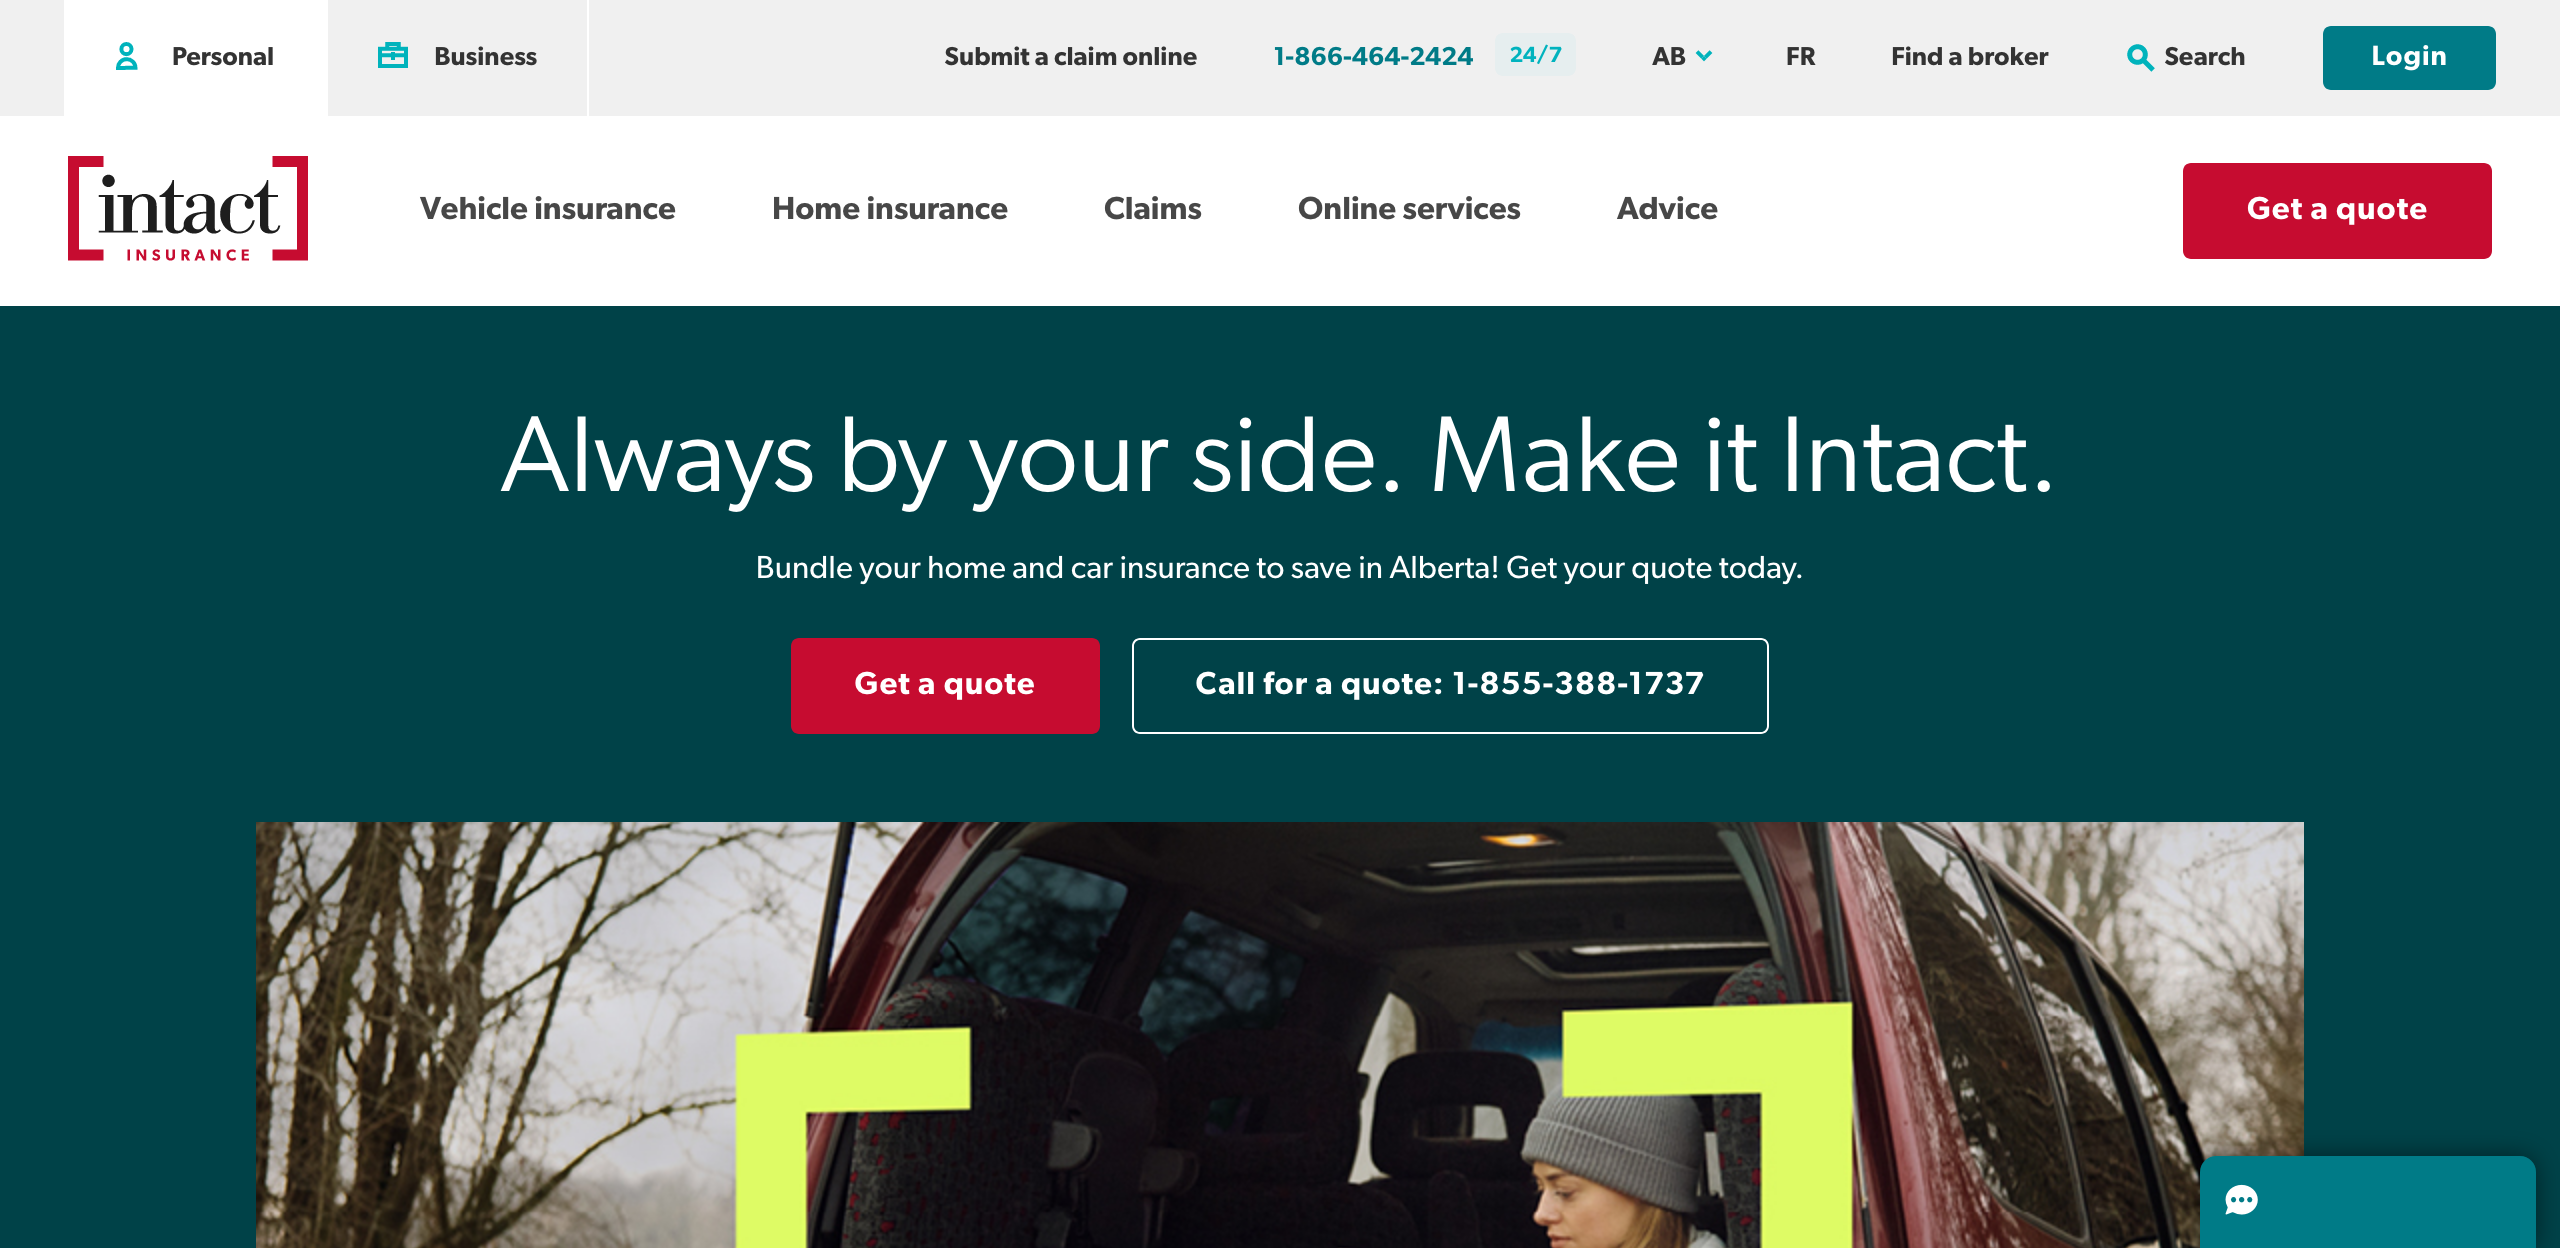 Personal
Business
Submit a claim online
1-866-464-2424
24/7
AB
FR
Find a broker
Search
Login
intact
INSURANCE
Vehicle insurance
Home insurance
Claims
Online services
Advice
Get a quote
Always by your side. Make it Intact.
Bundle your home and car insurance to save in Alberta! Get your quote today.
Get a quote
Call for a quote: 1-855-388-1737